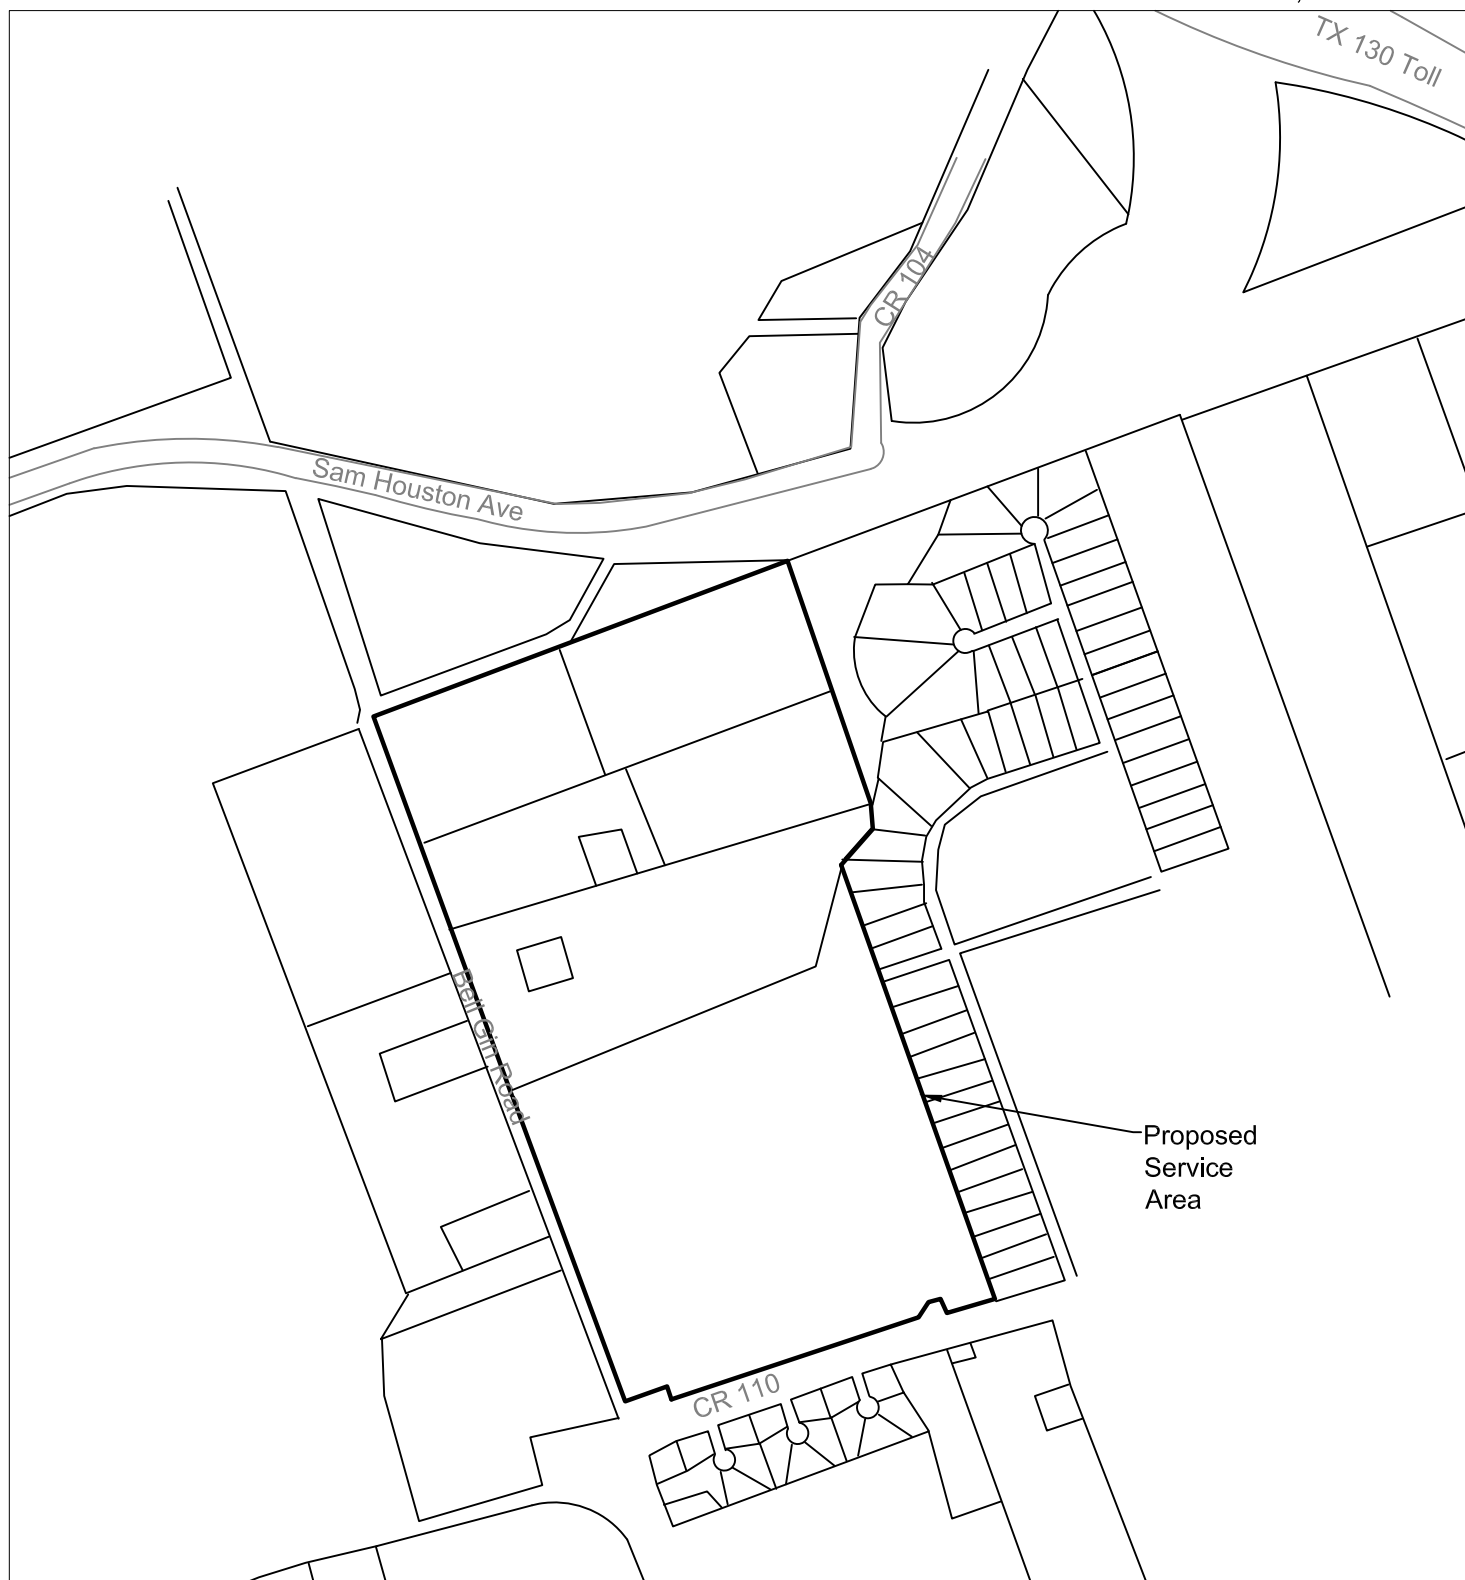 TX 130 Toll
CR 104
Sam Houston Ave
Bell Gin Road
Proposed
Service
Area
CR 110